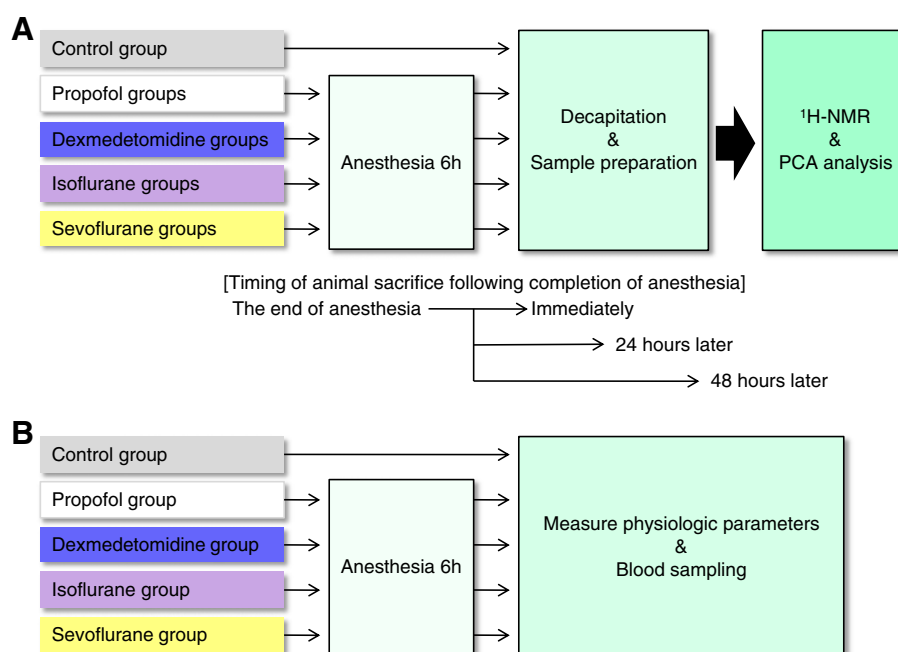 A
Control group
Propofol groups
Dexmedetomidine groups
Isoflurane groups
Sevoflurane groups
Anesthesia 6h
Decapitation
&
Sample preparation
¹H-NMR
&
PCA analysis
[Timing of animal sacrifice following completion of anesthesia]
The end of anesthesia
Immediately
24 hours later
48 hours later
B
Control group
Propofol group
Dexmedetomidine group
Isoflurane group
Sevoflurane group
Anesthesia 6h
Measure physiologic parameters
&
Blood sampling